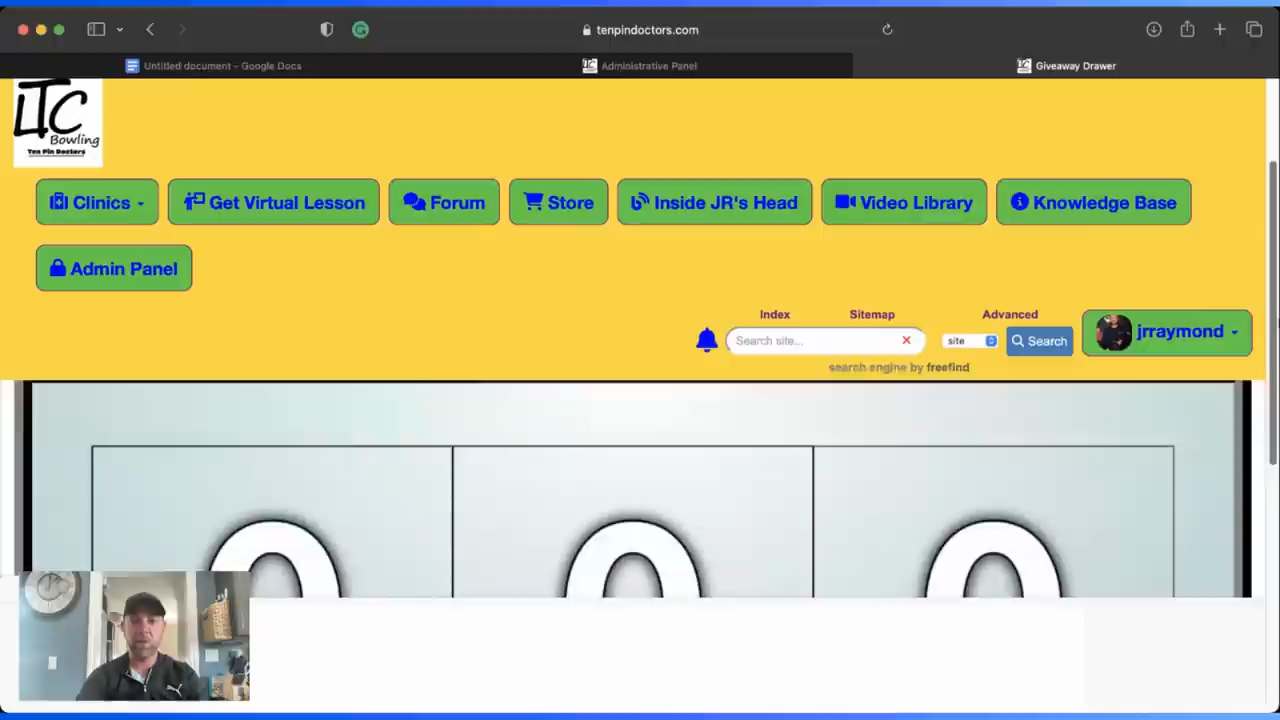 tenpindoctors.com
Untitled document - Google Docs
Administrative Panel
Giveaway Drawer
LTC
Bowling
Ten Pin Doctors
Clinics
Get Virtual Lesson
Forum
Store
Inside JR's Head
Video Library
Knowledge Base
Admin Panel
Index
Sitemap
Advanced
Search site...
site
Search
jrraymond
search engine by freefind
0 0 0